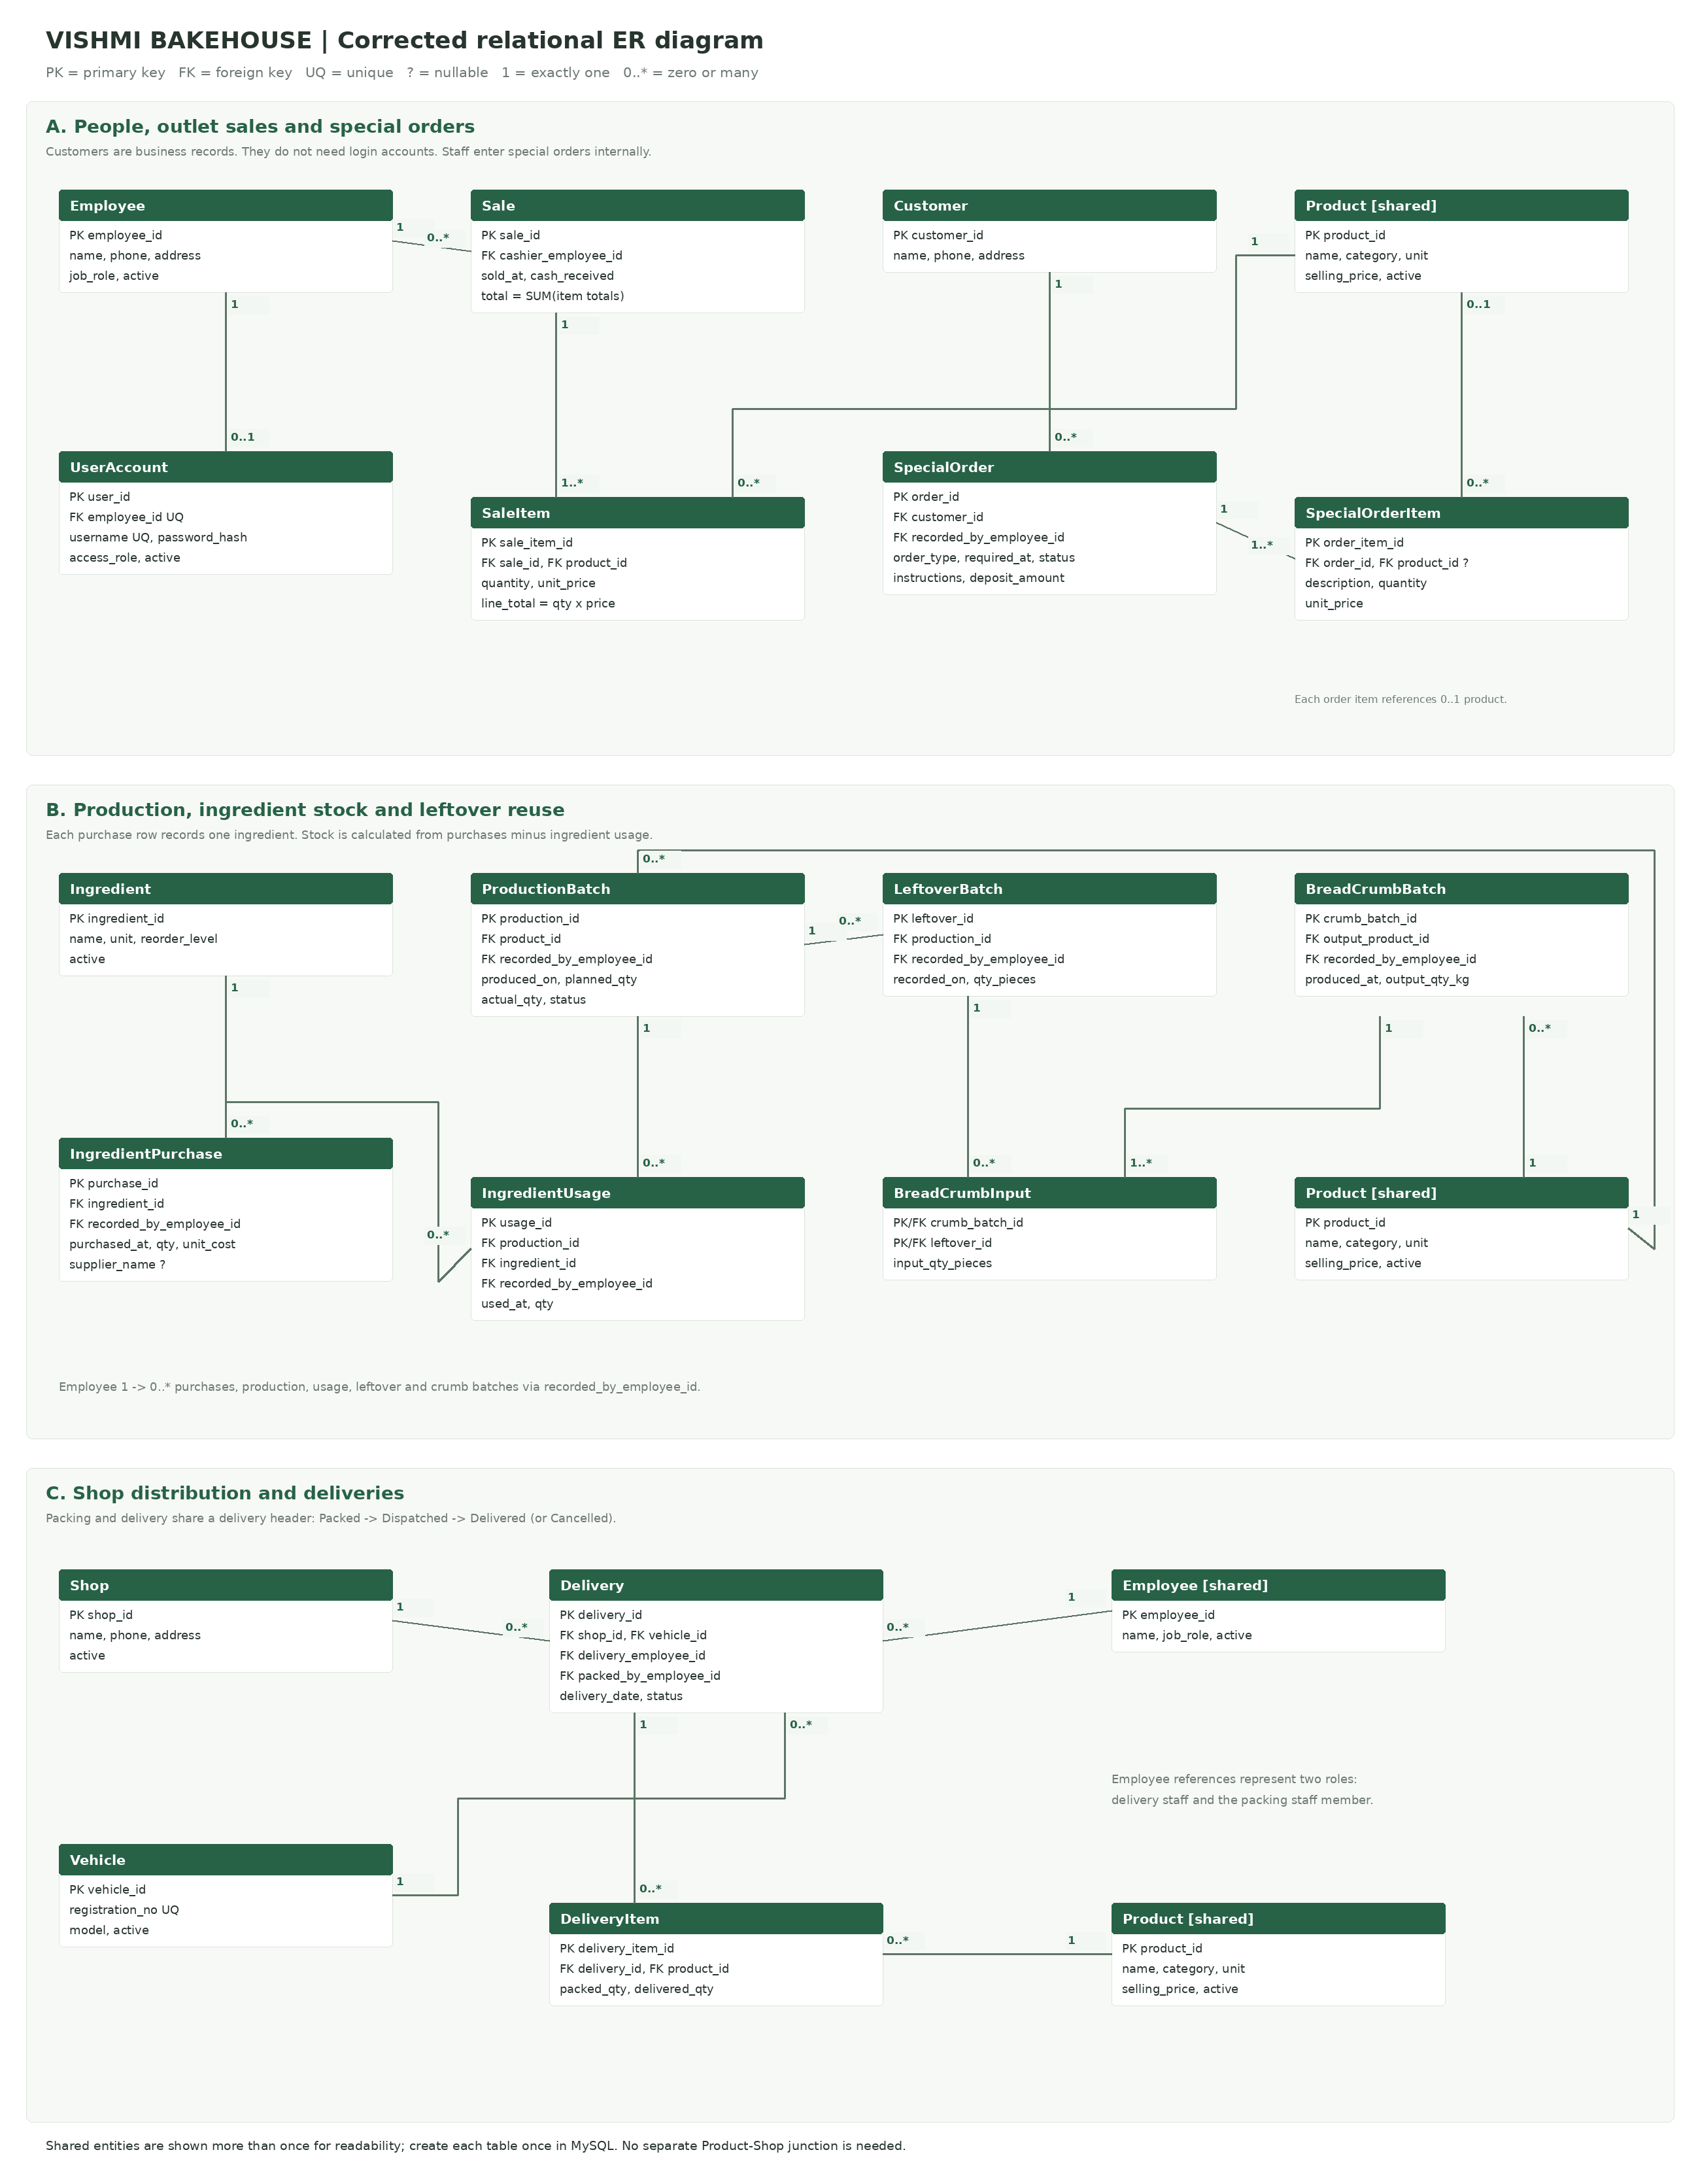 VISHMI BAKEHOUSE | Corrected relational ER diagram
PK = primary key   FK = foreign key   UQ = unique   ? = nullable   1 = exactly one   0..* = zero or many
A. People, outlet sales and special orders
Customers are business records. They do not need login accounts. Staff enter special orders internally.
Employee
PK employee_id
name, phone, address
job_role, active
1
0..*
Sale
PK sale_id
FK cashier_employee_id
sold_at, cash_received
total = SUM(item totals)
Customer
PK customer_id
name, phone, address
1
Product [shared]
PK product_id
name, category, unit
selling_price, active
1
1
1
0..1
0..1
0..*
1..*
0..*
0..*
UserAccount
PK user_id
FK employee_id UQ
username UQ, password_hash
access_role, active
SaleItem
PK sale_item_id
FK sale_id, FK product_id
quantity, unit_price
line_total = qty x price
SpecialOrder
PK order_id
FK customer_id
FK recorded_by_employee_id
order_type, required_at, status
instructions, deposit_amount
1
1..*
SpecialOrderItem
PK order_item_id
FK order_id, FK product_id ?
description, quantity
unit_price
Each order item references 0..1 product.
B. Production, ingredient stock and leftover reuse
Each purchase row records one ingredient. Stock is calculated from purchases minus ingredient usage.
0..*
Ingredient
PK ingredient_id
name, unit, reorder_level
active
ProductionBatch
PK production_id
FK product_id
FK recorded_by_employee_id
produced_on, planned_qty
actual_qty, status
1
0..*
LeftoverBatch
PK leftover_id
FK production_id
FK recorded_by_employee_id
recorded_on, qty_pieces
BreadCrumbBatch
PK crumb_batch_id
FK output_product_id
FK recorded_by_employee_id
produced_at, output_qty_kg
1
1
1
1
0..*
0..*
0..*
0..*
1..*
1
IngredientPurchase
PK purchase_id
FK ingredient_id
FK recorded_by_employee_id
purchased_at, qty, unit_cost
supplier_name ?
0..*
IngredientUsage
PK usage_id
FK production_id
FK ingredient_id
FK recorded_by_employee_id
used_at, qty
BreadCrumbInput
PK/FK crumb_batch_id
PK/FK leftover_id
input_qty_pieces
Product [shared]
PK product_id
name, category, unit
selling_price, active
1
Employee 1 -> 0..* purchases, production, usage, leftover and crumb batches via recorded_by_employee_id.
C. Shop distribution and deliveries
Packing and delivery share a delivery header: Packed -> Dispatched -> Delivered (or Cancelled).
Shop
PK shop_id
name, phone, address
active
1
0..*
Delivery
PK delivery_id
FK shop_id, FK vehicle_id
FK delivery_employee_id
FK packed_by_employee_id
delivery_date, status
0..*
1
Employee [shared]
PK employee_id
name, job_role, active
1
0..*
Employee references represent two roles:
delivery staff and the packing staff member.
Vehicle
PK vehicle_id
registration_no UQ
model, active
1
0..*
DeliveryItem
PK delivery_item_id
FK delivery_id, FK product_id
packed_qty, delivered_qty
0..*
1
Product [shared]
PK product_id
name, category, unit
selling_price, active
Shared entities are shown more than once for readability; create each table once in MySQL. No separate Product-Shop junction is needed.